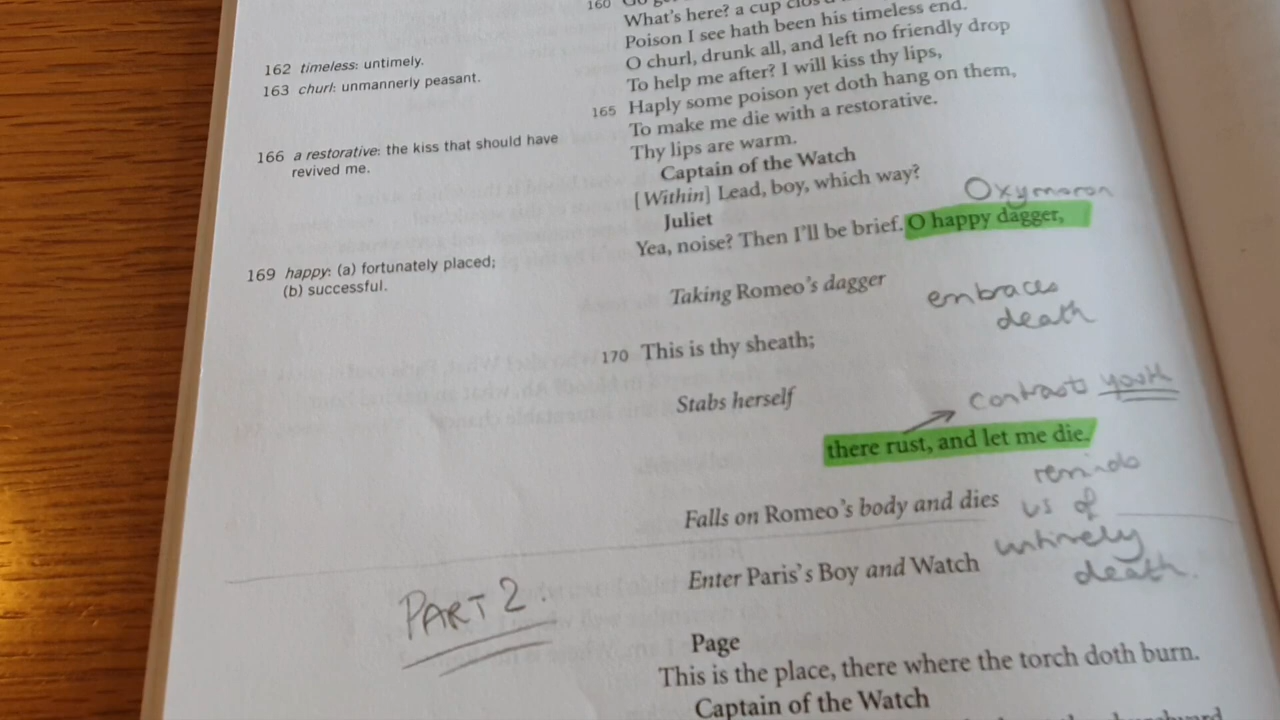 160
What's here? a cup
Poison I see hath been his timeless end.
162 timeless: untimely.
O churl, drunk all, and left no friendly drop
163 churl: unmannerly peasant.
To help me after? I will kiss thy lips,
165 Haply some poison yet doth hang on them,
To make me die with a restorative.
166 a restorative: the kiss that should have
revived me.
Thy lips are warm.
Captain of the Watch
[Within] Lead, boy, which way?
Oxymoron
Juliet
Yea, noise? Then I'll be brief. O happy dagger,
169 happy: (a) fortunately placed;
(b) successful.
Taking Romeo's dagger
embraces
death
170 This is thy sheath;
Stabs herself
contrasts youth
there rust, and let me die.
reminds
us of
untimely
death.
Falls on Romeo's body and dies
Enter Paris's Boy and Watch
PART 2.
Page
This is the place, there where the torch doth burn.
Captain of the Watch